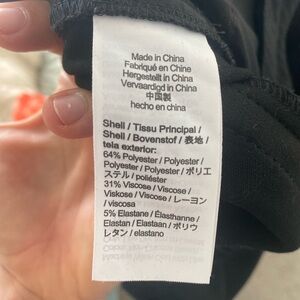 Made in China
Fabriqué en Chine
Hergestellt in China
Vervaardigd in China
中国製
hecho en china
Shell / Tissu Principal /
Shell / Bovenstof / 表地 /
tela exterior:
64% Polyester / Polyester /
Polyester / Polyester / ポリエ
ステル / poliéster
31% Viscose / Viscose /
Viskose / Viscose / レーヨン
/ viscosa
5% Elastane / Élasthanne /
Elastan / Elastaan / ポリウ
レタン / elastano